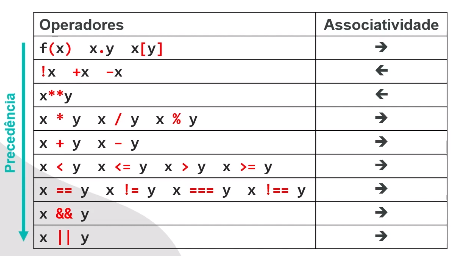 Operadores Associatividade
f(x) x.y x[y] ➔
!x +x -x 🡨
x**y 🡨
x * y x / y x % y ➔
x + y x - y ➔
x < y x <= y x > y x >= y ➔
x == y x != y x === y x !== y ➔
x && y ➔
x || y ➔
Precedência